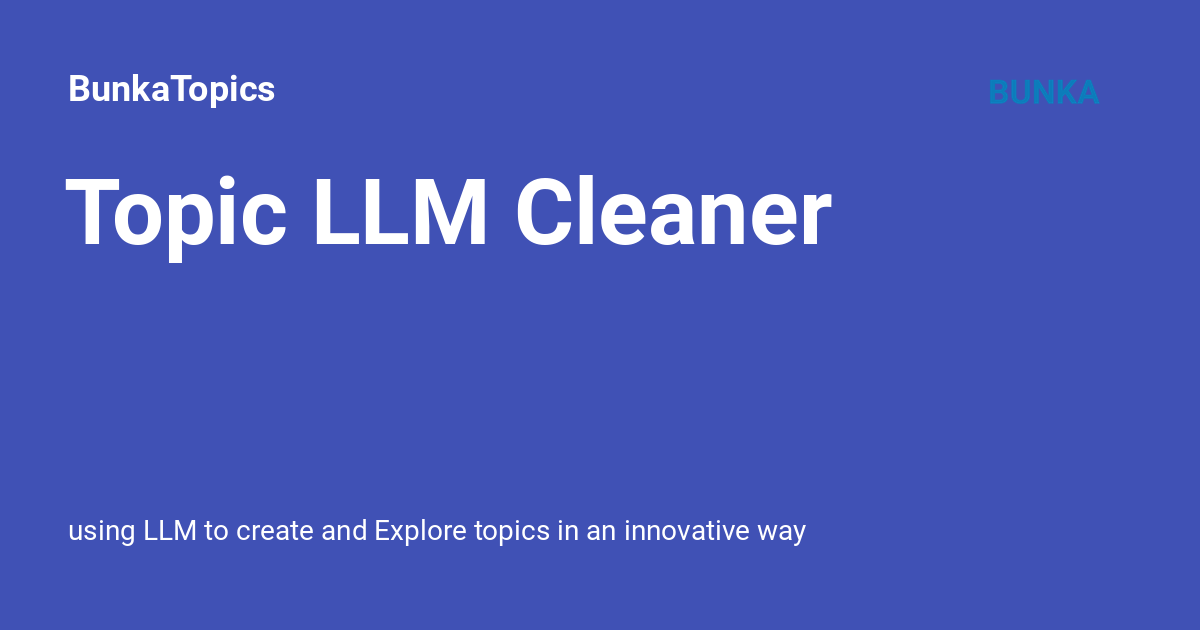 BunkaTopics
BUNKA
Topic LLM Cleaner
using LLM to create and Explore topics in an innovative way